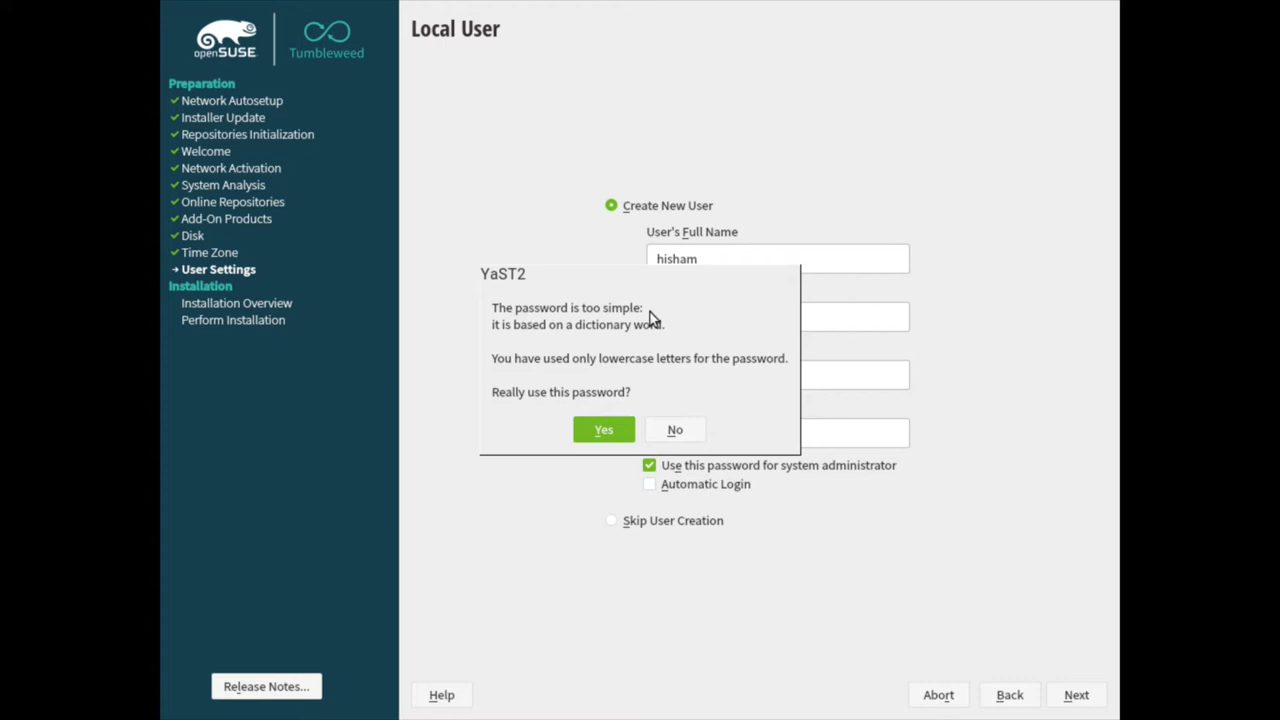 openSUSE
Tumbleweed
Preparation
Network Autosetup
Installer Update
Repositories Initialization
Welcome
Network Activation
System Analysis
Online Repositories
Add-On Products
Disk
Time Zone
User Settings
Installation
Installation Overview
Perform Installation
Release Notes...
Local User
Create New User
User's Full Name
hisham
YaST2
The password is too simple:
it is based on a dictionary word.
You have used only lowercase letters for the password.
Really use this password?
Yes
No
Use this password for system administrator
Automatic Login
Skip User Creation
Help
Abort
Back
Next